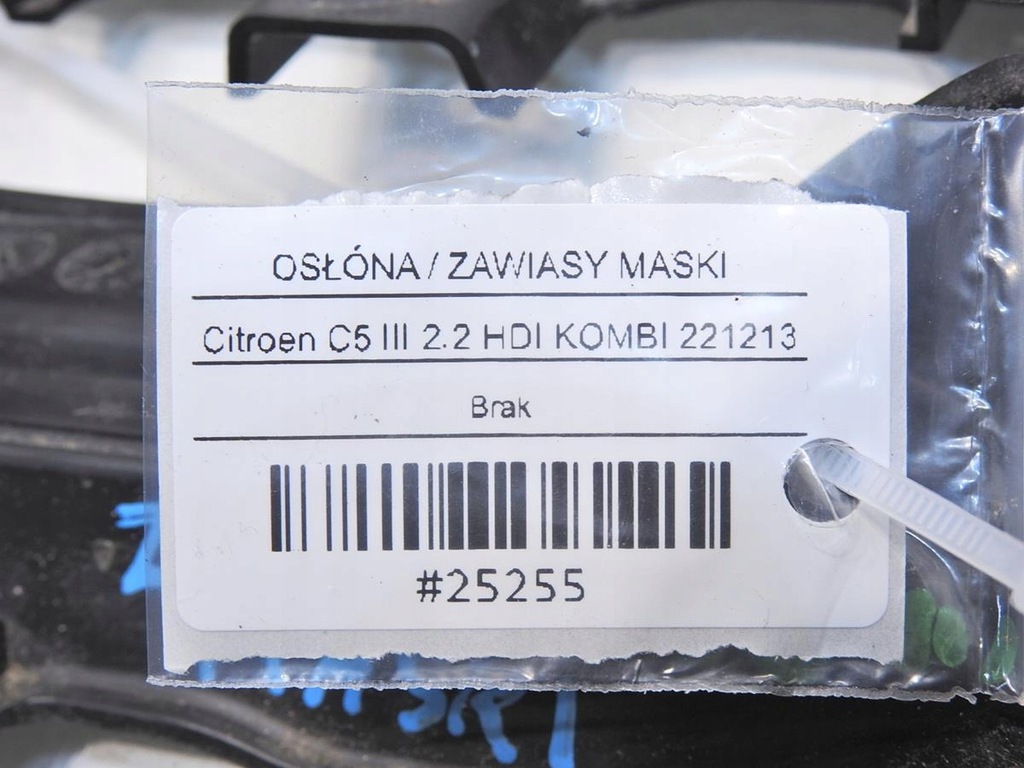 OSŁÓNA / ZAWIASY MASKI
Citroen C5 III 2.2 HDI KOMBI 221213
Brak
#25255